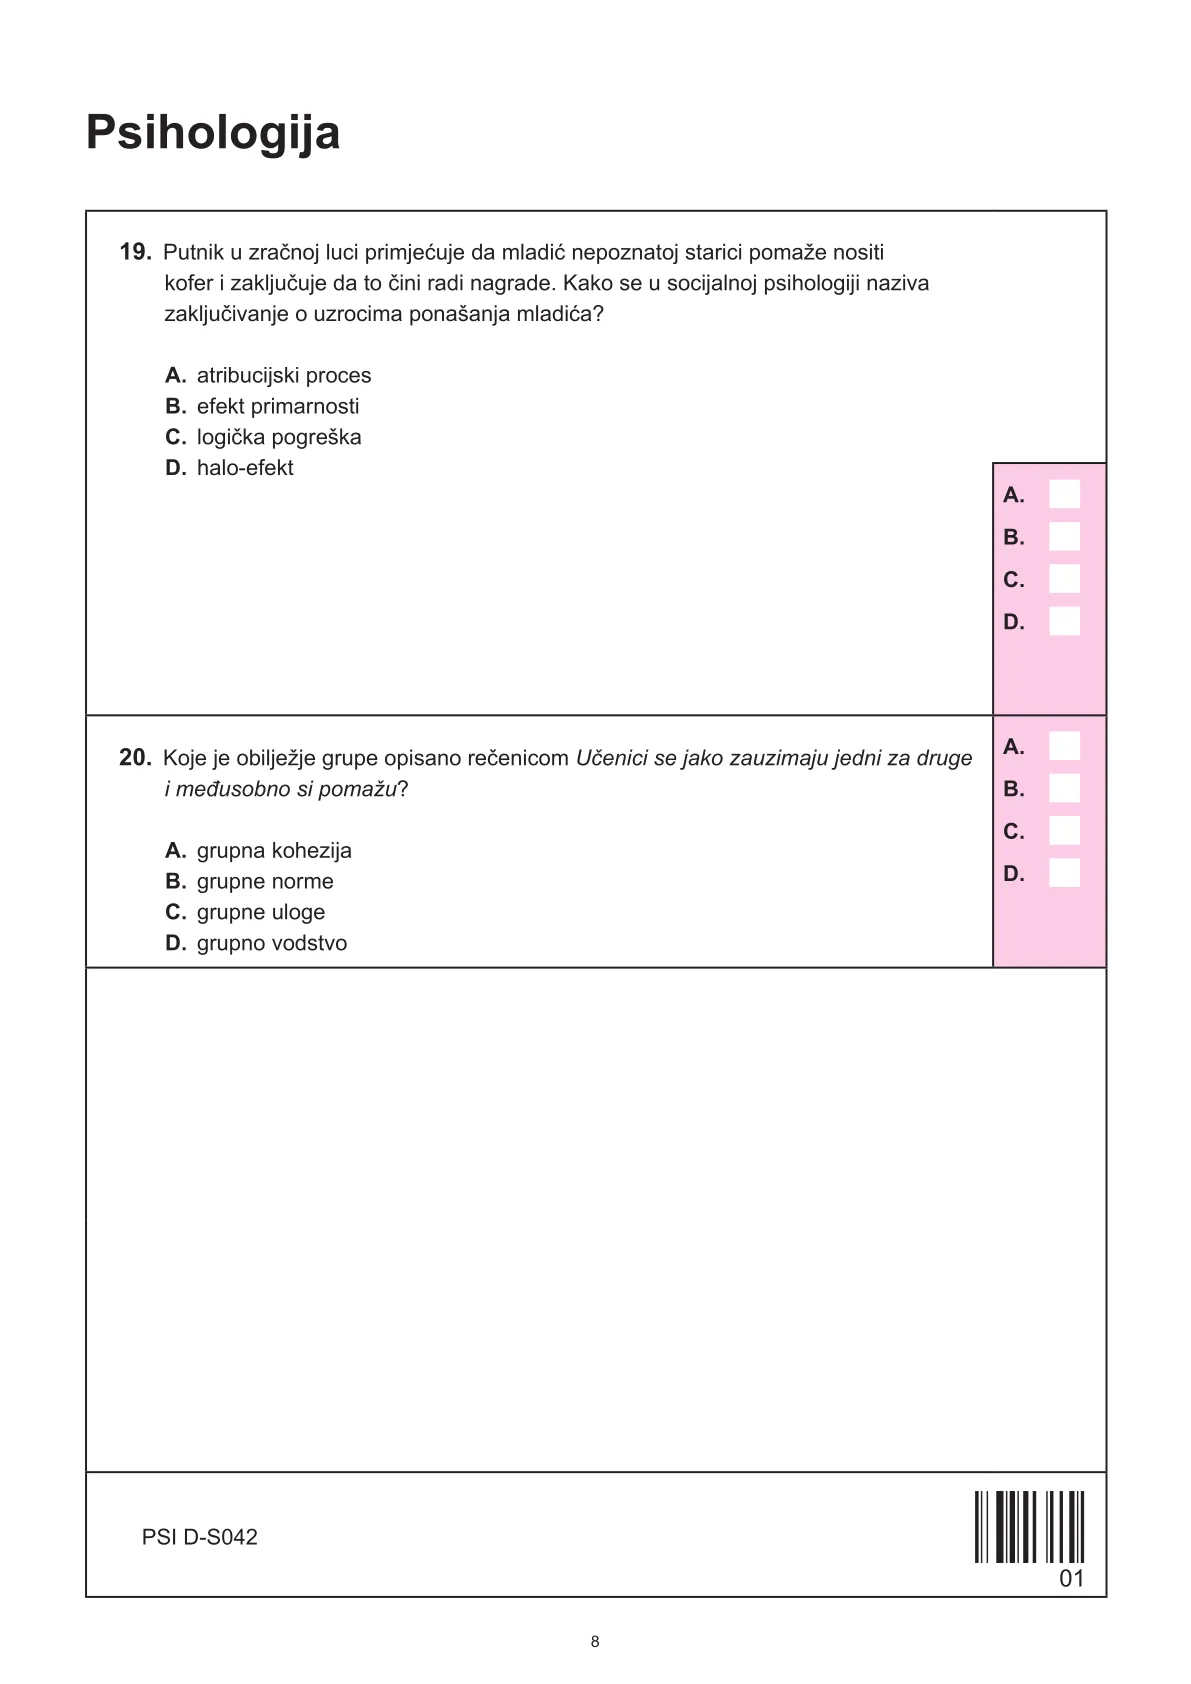 Psihologija
19. Putnik u zračnoj luci primjećuje da mladić nepoznatoj starici pomaže nositi
kofer i zaključuje da to čini radi nagrade. Kako se u socijalnoj psihologiji naziva
zaključivanje o uzrocima ponašanja mladića?
A. atribucijski proces
B. efekt primarnosti
C. logička pogreška
D. halo-efekt
A.
B.
C.
D.
20. Koje je obilježje grupe opisano rečenicom Učenici se jako zauzimaju jedni za druge
i međusobno si pomažu?
A. grupna kohezija
B. grupne norme
C. grupne uloge
D. grupno vodstvo
A.
B.
C.
D.
PSI D-S042
01
8